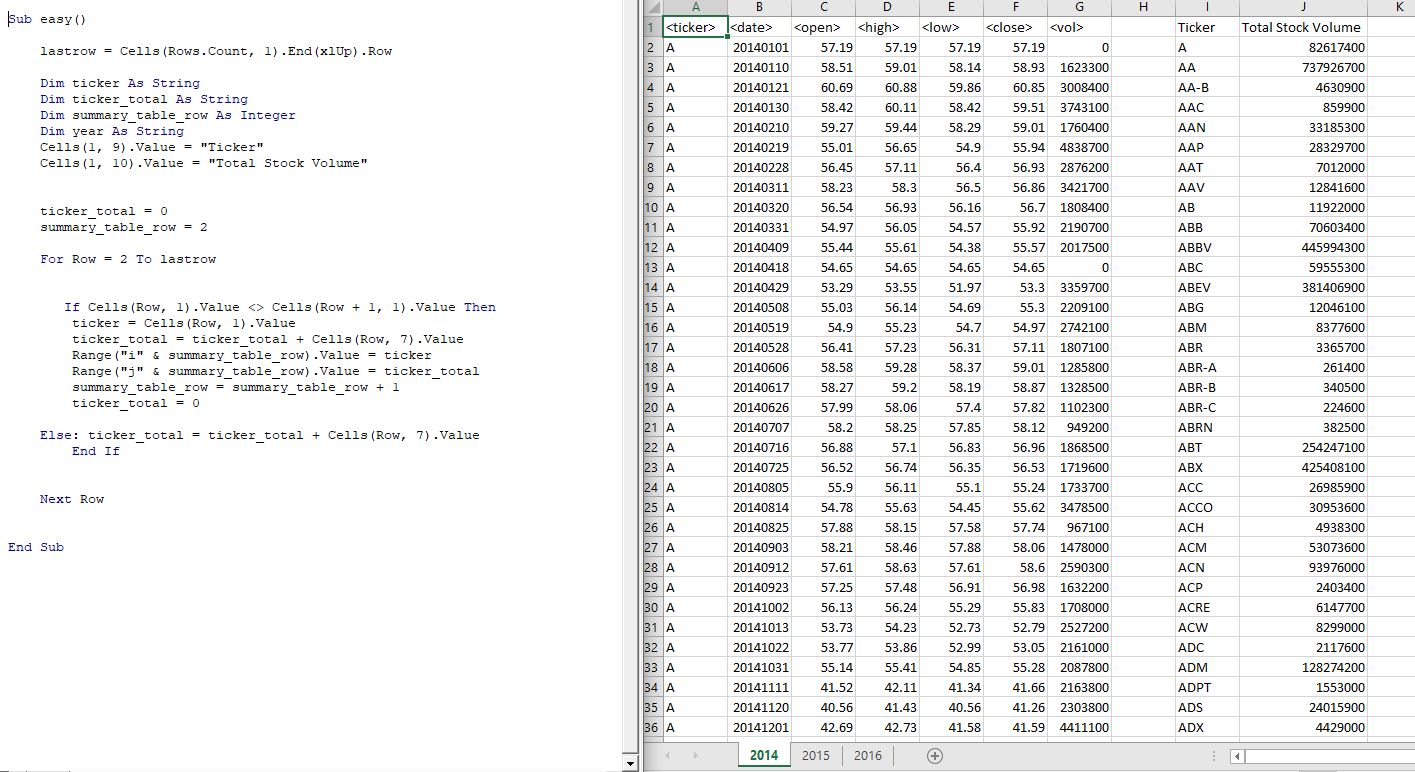 Sub easy()
lastrow = Cells(Rows.Count, 1).End(xlUp).Row
Dim ticker As String
Dim ticker_total As String
Dim summary_table_row As Integer
Dim year As String
Cells(1, 9).Value = "Ticker"
Cells(1, 10).Value = "Total Stock Volume"
ticker_total = 0
summary_table_row = 2
For Row = 2 To lastrow
If Cells(Row, 1).Value <> Cells(Row + 1, 1).Value Then
ticker = Cells(Row, 1).Value
ticker_total = ticker_total + Cells(Row, 7).Value
Range("i" & summary_table_row).Value = ticker
Range("j" & summary_table_row).Value = ticker_total
summary_table_row = summary_table_row + 1
ticker_total = 0
Else: ticker_total = ticker_total + Cells(Row, 7).Value
End If
Next Row
End Sub
A B C D E F G H I J K
1 <ticker> <date> <open> <high> <low> <close> <vol> Ticker Total Stock Volume
2 A 20140101 57.19 57.19 57.19 57.19 0 A 82617400
3 A 20140110 58.51 59.01 58.14 58.93 1623300 AA 737926700
4 A 20140121 60.69 60.88 59.86 60.85 3008400 AA-B 4630900
5 A 20140130 58.42 60.11 58.42 59.51 3743100 AAC 859900
6 A 20140210 59.27 59.44 58.29 59.01 1760400 AAN 33185300
7 A 20140219 55.01 56.65 54.9 55.94 4838700 AAP 28329700
8 A 20140228 56.45 57.11 56.4 56.93 2876200 AAT 7012000
9 A 20140311 58.23 58.3 56.5 56.86 3421700 AAV 12841600
10 A 20140320 56.54 56.93 56.16 56.7 1808400 AB 11922000
11 A 20140331 54.97 56.05 54.57 55.92 2190700 ABB 70603400
12 A 20140409 55.44 55.61 54.38 55.57 2017500 ABBV 445994300
13 A 20140418 54.65 54.65 54.65 54.65 0 ABC 59555300
14 A 20140429 53.29 53.55 51.97 53.3 3359700 ABEV 381406900
15 A 20140508 55.03 56.14 54.69 55.3 2209100 ABG 12046100
16 A 20140519 54.9 55.23 54.7 54.97 2742100 ABM 8377600
17 A 20140528 56.41 57.23 56.31 57.11 1807100 ABR 3365700
18 A 20140606 58.58 59.28 58.37 59.01 1285800 ABR-A 261400
19 A 20140617 58.27 59.2 58.19 58.87 1328500 ABR-B 340500
20 A 20140626 57.99 58.06 57.4 57.82 1102300 ABR-C 224600
21 A 20140707 58.2 58.25 57.85 58.12 949200 ABRN 382500
22 A 20140716 56.88 57.1 56.83 56.96 1868500 ABT 254247100
23 A 20140725 56.52 56.74 56.35 56.53 1719600 ABX 425408100
24 A 20140805 55.9 56.11 55.1 55.24 1733700 ACC 26985900
25 A 20140814 54.78 55.63 54.45 55.62 3478500 ACCO 30953600
26 A 20140825 57.88 58.15 57.58 57.74 967100 ACH 4938300
27 A 20140903 58.21 58.46 57.88 58.06 1478000 ACM 53073600
28 A 20140912 57.61 58.63 57.61 58.6 2590300 ACN 93976000
29 A 20140923 57.25 57.48 56.91 56.98 1632200 ACP 2403400
30 A 20141002 56.13 56.24 55.29 55.83 1708000 ACRE 6147700
31 A 20141013 53.73 54.23 52.73 52.79 2527200 ACW 8299000
32 A 20141022 53.77 53.86 52.99 53.05 2161000 ADC 2117600
33 A 20141031 55.14 55.41 54.85 55.28 2087800 ADM 128274200
34 A 20141111 41.52 42.11 41.34 41.66 2163800 ADPT 1553000
35 A 20141120 40.56 41.43 40.56 41.26 2303800 ADS 24015900
36 A 20141201 42.69 42.73 41.58 41.59 4411100 ADX 4429000
2014 2015 2016